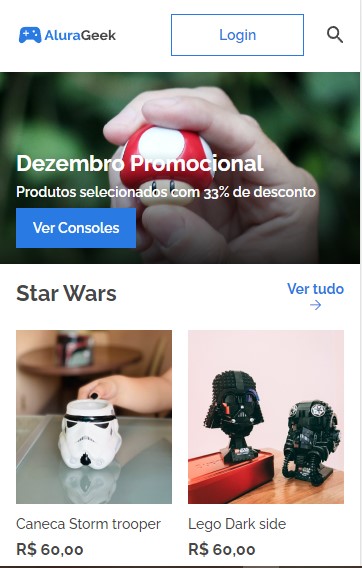 AluraGeek
Login
Dezembro Promocional
Produtos selecionados com 33% de desconto
Ver Consoles
Star Wars
Ver tudo
Caneca Storm trooper
Lego Dark side
R$ 60,00
R$ 60,00